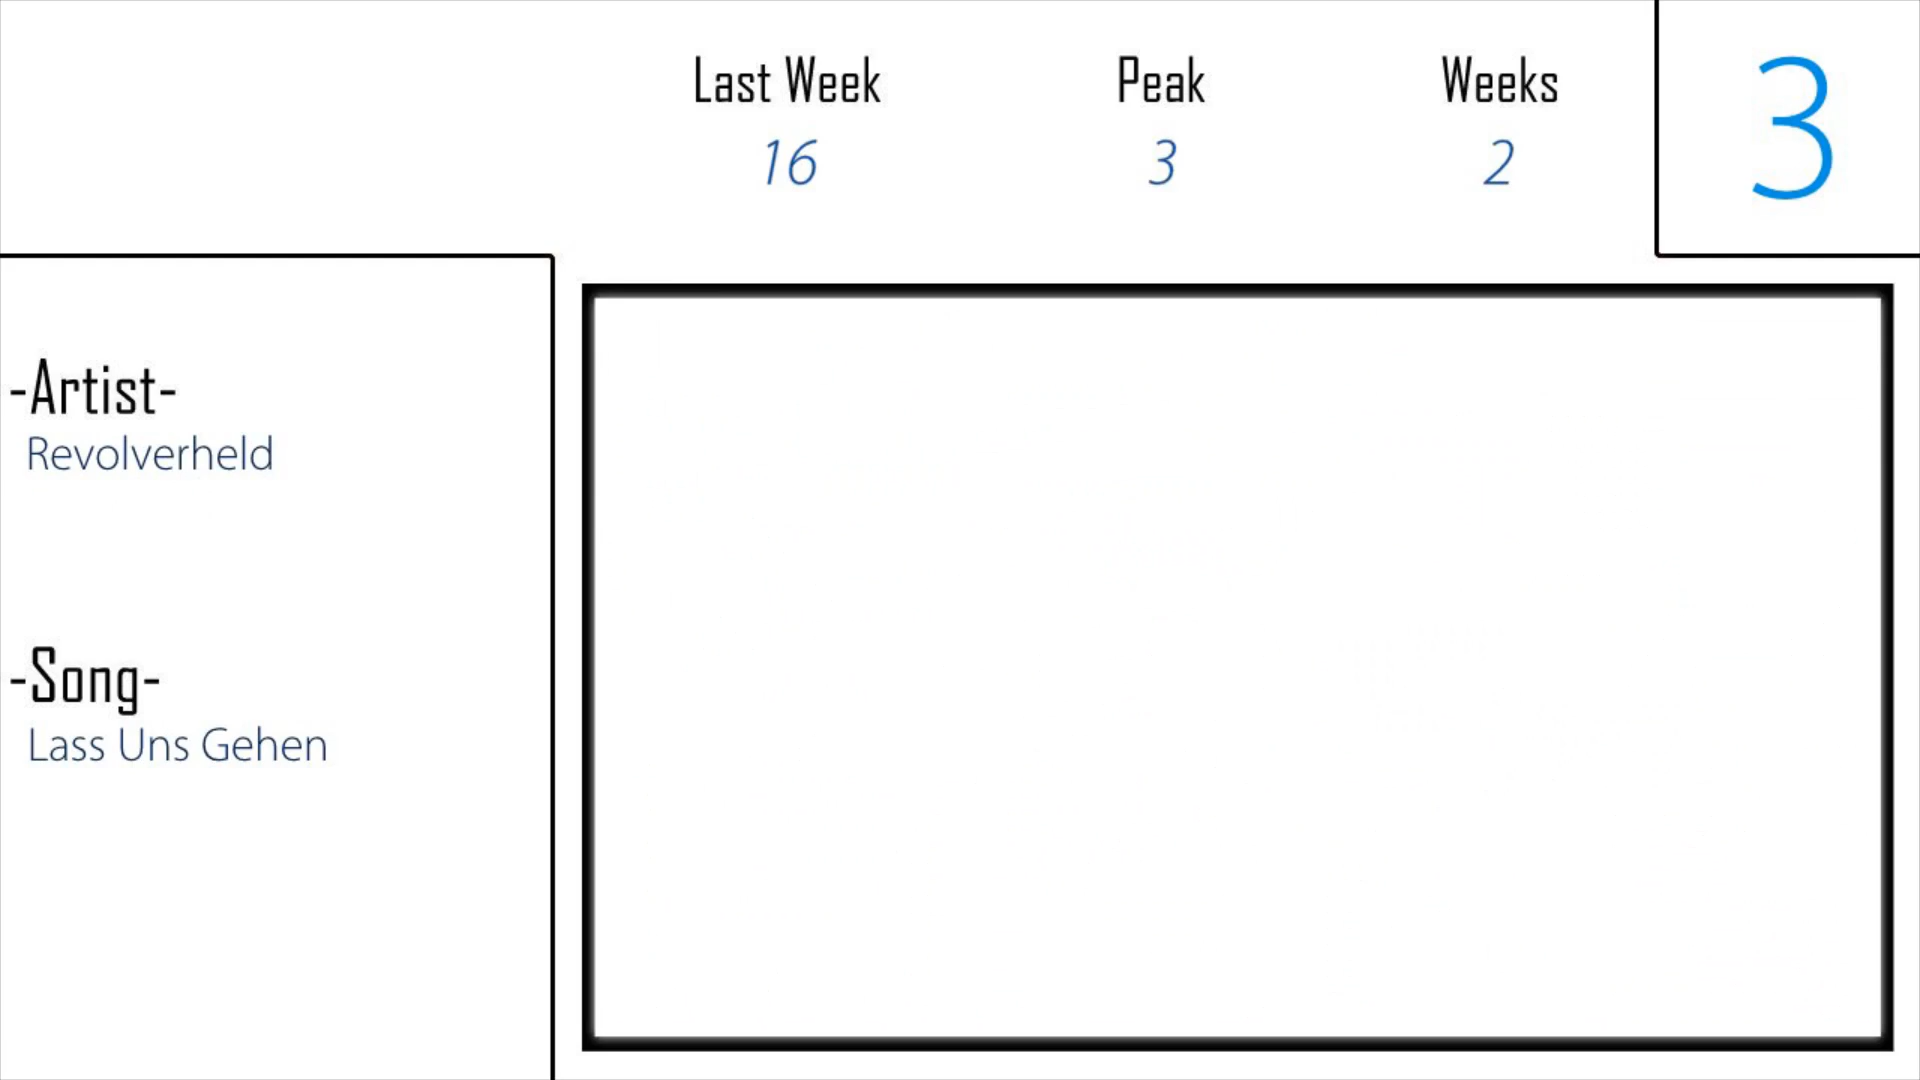 Last Week Peak Weeks
16 3 2
3
-Artist-
Revolverheld
-Song-
Lass Uns Gehen